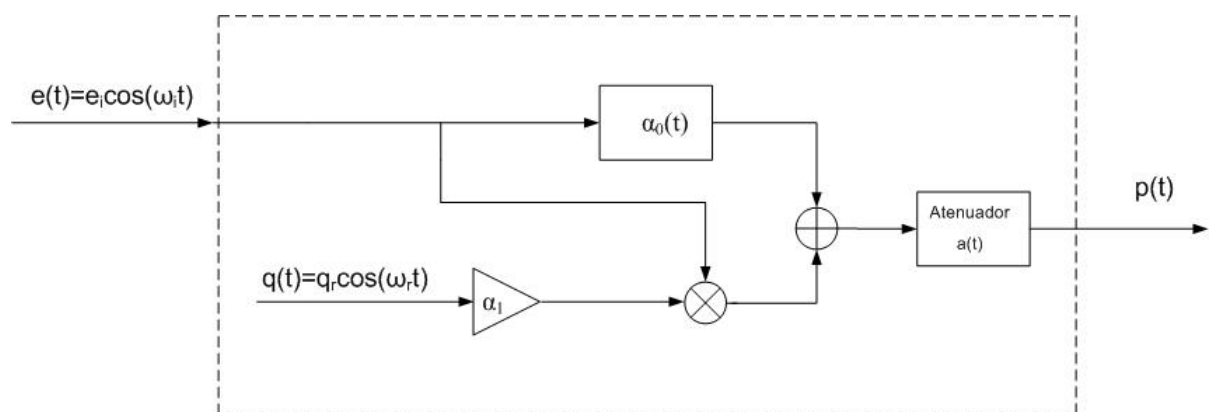 e(t)=eᵢcos(ωᵢt)
α₀(t)
p(t)
Atenuador
a(t)
q(t)=qᵣcos(ωᵣt)
α₁